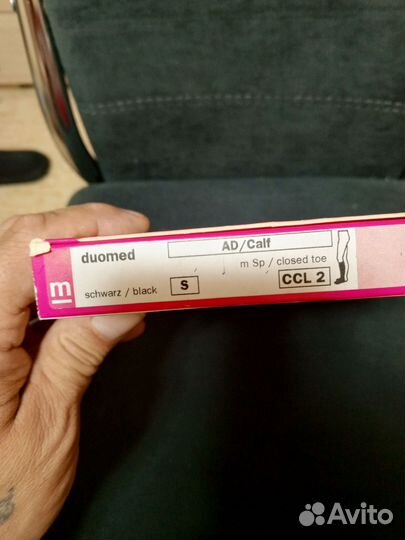 AD/Calf
duomed
m Sp / closed toe
m
schwarz / black S CCL 2
Avito